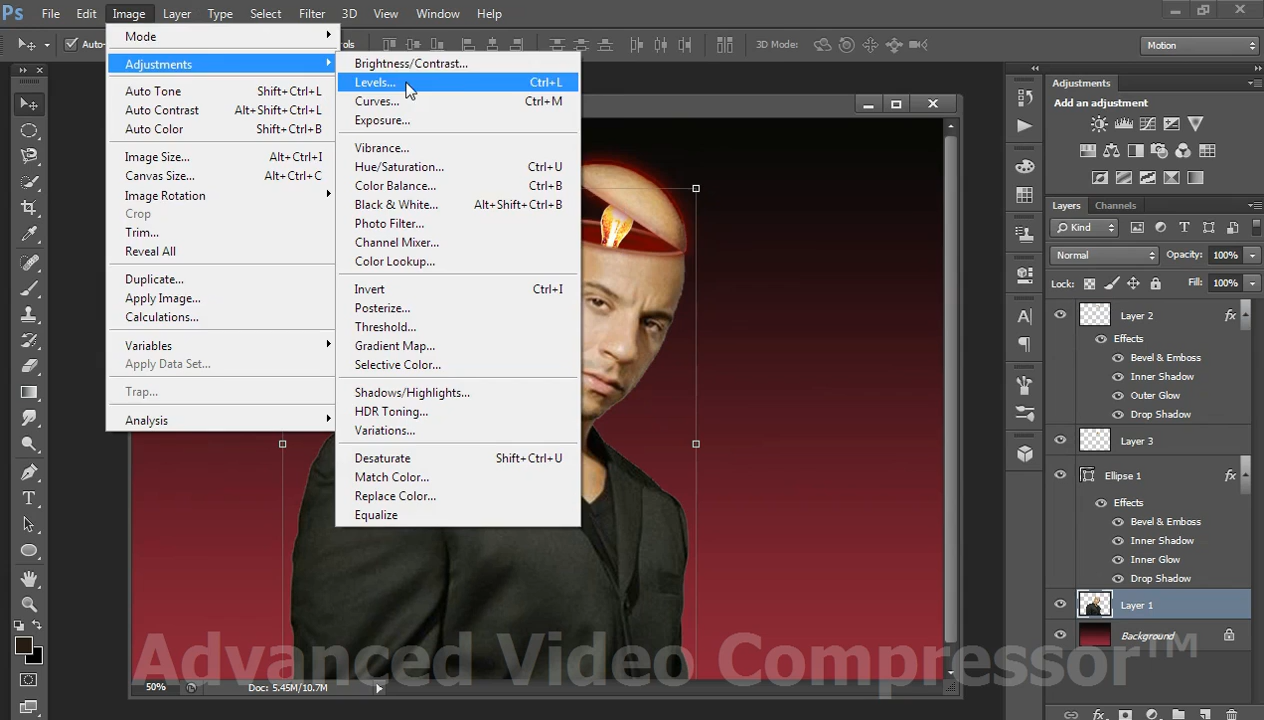 Ps File Edit Image Layer Type Select Filter 3D View Window Help
Auto-
ols
3D Mode:
Motion
Mode
Adjustments
Auto Tone Shift+Ctrl+L
Auto Contrast Alt+Shift+Ctrl+L
Auto Color Shift+Ctrl+B
Image Size... Alt+Ctrl+I
Canvas Size... Alt+Ctrl+C
Image Rotation
Crop
Trim...
Reveal All
Duplicate...
Apply Image...
Calculations...
Variables
Apply Data Set...
Trap...
Analysis
Brightness/Contrast...
Levels... Ctrl+L
Curves... Ctrl+M
Exposure...
Vibrance...
Hue/Saturation... Ctrl+U
Color Balance... Ctrl+B
Black & White... Alt+Shift+Ctrl+B
Photo Filter...
Channel Mixer...
Color Lookup...
Invert Ctrl+I
Posterize...
Threshold...
Gradient Map...
Selective Color...
Shadows/Highlights...
HDR Toning...
Variations...
Desaturate Shift+Ctrl+U
Match Color...
Replace Color...
Equalize
Adjustments
Add an adjustment
Layers Channels
Kind
Normal Opacity: 100%
Lock: Fill: 100%
Layer 2 fx
Effects
Bevel & Emboss
Inner Shadow
Outer Glow
Drop Shadow
Layer 3
Ellipse 1 fx
Effects
Bevel & Emboss
Inner Shadow
Inner Glow
Drop Shadow
Layer 1
Background
Advanced Video Compressor™
50% Doc: 5.45M/10.7M
fx